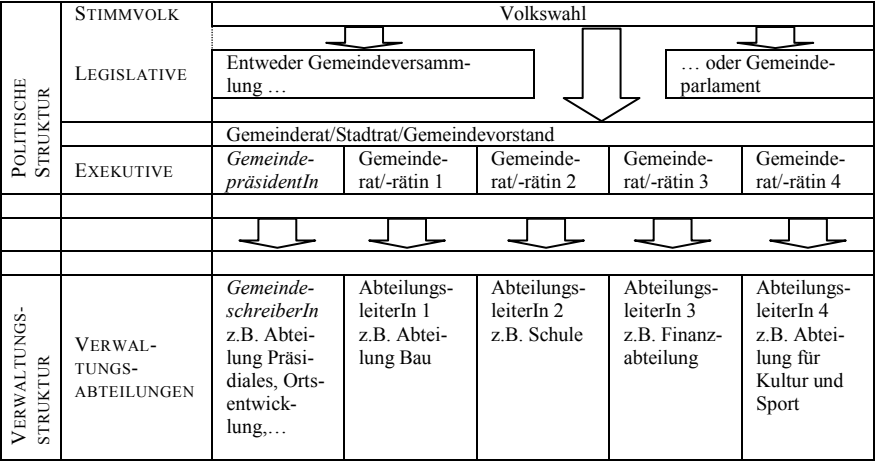 POLITISCHE
STRUKTUR
STIMMVOLK
Volkswahl
LEGISLATIVE
Entweder Gemeindeversamm-
lung …
… oder Gemeinde-
parlament
Gemeinderat/Stadtrat/Gemeindevorstand
EXEKUTIVE
Gemeinde-
präsidentIn
Gemeinde-
rat/-rätin 1
Gemeinde-
rat/-rätin 2
Gemeinde-
rat/-rätin 3
Gemeinde-
rat/-rätin 4
VERWALTUNGS-
STRUKTUR
VERWAL-
TUNGS-
ABTEILUNGEN
Gemeinde-
schreiberIn
z.B. Abtei-
lung Präsi-
diales, Orts-
entwick-
lung,…
Abteilungs-
leiterIn 1
z.B. Abtei-
lung Bau
Abteilungs-
leiterIn 2
z.B. Schule
Abteilungs-
leiterIn 3
z.B. Finanz-
abteilung
Abteilungs-
leiterIn 4
z.B. Abtei-
lung für
Kultur und
Sport